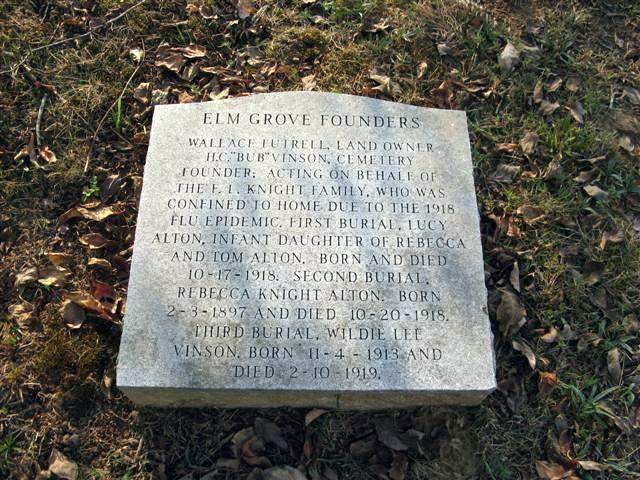 ELM GROVE FOUNDERS
WALLACE FUTRELL, LAND OWNER
H.C. "BUB" VINSON, CEMETERY
FOUNDER; ACTING ON BEHALF OF
THE F. L. KNIGHT FAMILY, WHO WAS
CONFINED TO HOME DUE TO THE 1918
FLU EPIDEMIC. FIRST BURIAL, LUCY
ALTON, INFANT DAUGHTER OF REBECCA
AND TOM ALTON. BORN AND DIED
10-17-1918. SECOND BURIAL,
REBECCA KNIGHT ALTON. BORN
2-3-1897 AND DIED 10-20-1918.
THIRD BURIAL, WILDIE LEE
VINSON. BORN 11-4-1913 AND
DIED 2-10-1919.